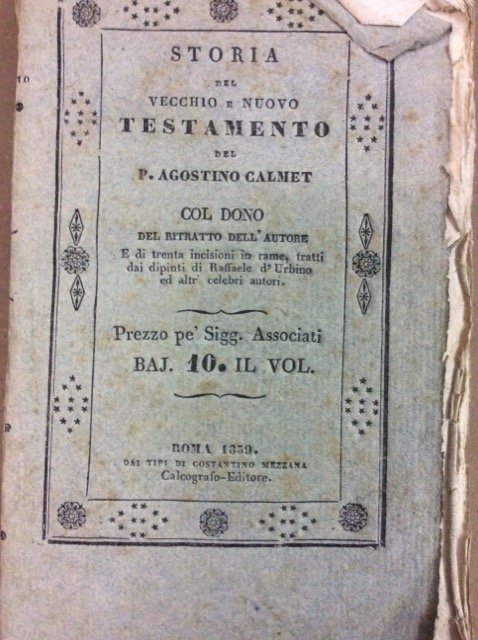 STORIA
DEL
VECCHIO E NUOVO
TESTAMENTO
DEL
P. AGOSTINO CALMET
COL DONO
DEL RITRATTO DELL'AUTORE
E di trenta incisioni in rame, tratti
dai dipinti di Raffaele d'Urbino
ed altr' celebri autori.
Prezzo pe' Sigg. Associati
BAJ. 10. IL VOL.
ROMA 1839.
DAI TIPI DI COSTANTINO MEZZANA
Calcografo-Editore.